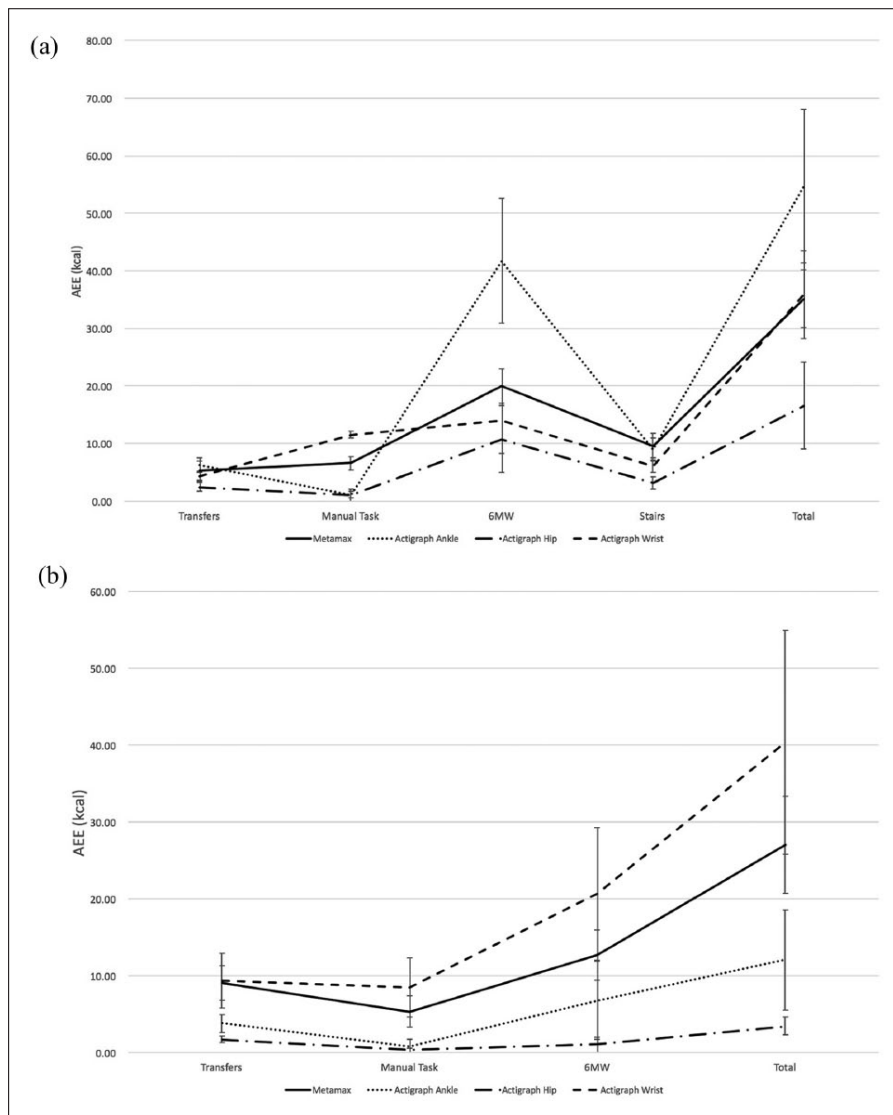 (a)
80.00
70.00
60.00
50.00
40.00
30.00
20.00
10.00
0.00
AEE (kcal)
Transfers Manual Task 6MW Stairs Total
Metamax Actigraph Ankle Actigraph Hip Actigraph Wrist
(b)
60.00
50.00
40.00
30.00
20.00
10.00
0.00
AEE (kcal)
Transfers Manual Task 6MW Total
Metamax Actigraph Ankle Actigraph Hip Actigraph Wrist